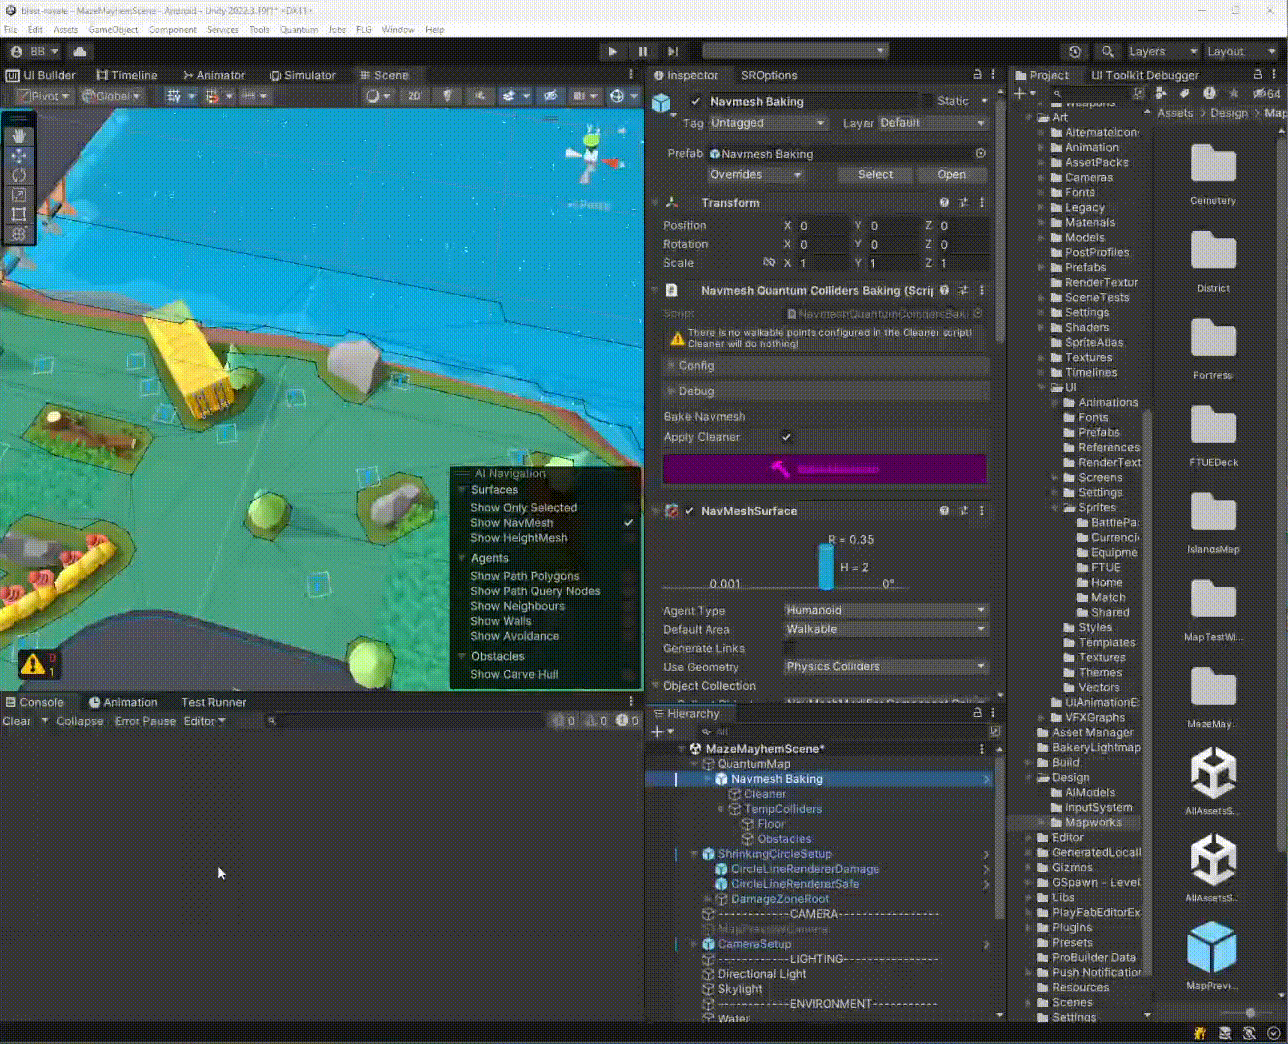 blast-royale - MazeMayhemScene - Android - Unity 2022.3.19f1* <DX11>
File Edit Assets GameObject Component Services Tools Quantum Jobs FLG Window Help
BB Layers Layout
UI Builder Timeline Animator Simulator Scene
Pivot Global 2D
AI Navigation
Surfaces
Show Only Selected
Show NavMesh
Show HeightMesh
Agents
Show Path Polygons
Show Path Query Nodes
Show Neighbours
Show Walls
Show Avoidance
Obstacles
Show Carve Hull
0
1
Console Animation Test Runner
Clear Collapse Error Pause Editor
0 0 0
Inspector SROptions
Navmesh Baking Static
Tag Untagged Layer Default
Prefab Navmesh Baking
Overrides Select Open
Transform
Position X 0 Y 0 Z 0
Rotation X 0 Y 0 Z 0
Scale X 1 Y 1 Z 1
Navmesh Quantum Colliders Baking (Scrip
Script NavmeshQuantumCollidersBaki
There is no walkable points configured in the Cleaner script!
Cleaner will do nothing!
Config
Debug
Bake Navmesh
Apply Cleaner
NavMeshSurface
R = 0.35
H = 2
0.001 0°
Agent Type Humanoid
Default Area Walkable
Generate Links
Use Geometry Physics Colliders
Object Collection
Hierarchy
All
MazeMayhemScene*
QuantumMap
Navmesh Baking
Cleaner
TempColliders
Floor
Obstacles
ShrinkingCircleSetup
CircleLineRendererDamage
CircleLineRendererSafe
DamageZoneRoot
------------CAMERA----------------
MapPreviewCamera
CameraSetup
------------LIGHTING----------------
Directional Light
Skylight
------------ENVIRONMENT------------
Water
Project UI Toolkit Debugger
64
Weapons
Art
AlternateIcons
Animation
AssetPacks
Cameras
Fonts
Legacy
Materials
Models
PostProfiles
Prefabs
RenderTextur
SceneTests
Settings
Shaders
SpriteAtlas
Textures
Timelines
UI
Animations
Fonts
Prefabs
References
RenderText
Screens
Settings
Sprites
BattlePa
Currenci
Equipme
FTUE
Home
Match
Shared
Styles
Templates
Textures
Themes
Vectors
UIAnimationE
VFXGraphs
Asset Manager
BakeryLightmap
Build
Design
AIModels
InputSystem
Mapworks
Editor
GeneratedLocali
Gizmos
GSpawn - Level
Libs
PlayFabEditorEx
Plugins
Presets
ProBuilder Data
Push Notification
Resources
Scenes
Settings
Assets > Design > Map
Cemetery
District
Fortress
FTUEDeck
IslandsMap
MapTestWi...
MazeMay...
AllAssetsS...
AllAssetsS...
MapPrevi...